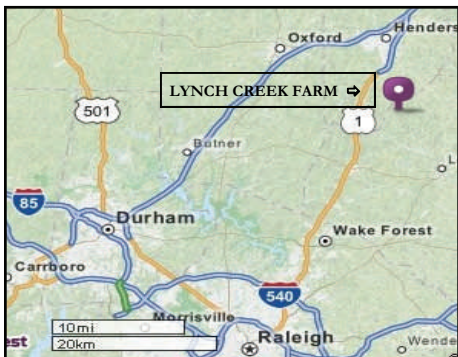 Oxford
Henders
LYNCH CREEK FARM ⇨
501
1
Butner
L
85
Durham
Wake Forest
Carrboro
540
10mi
Morrisville
20km
est
Raleigh
Wende